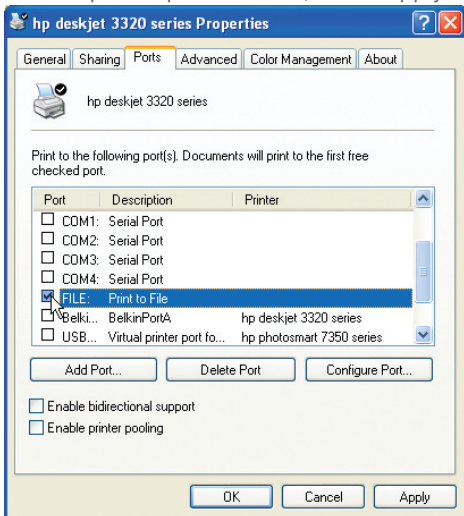 hp deskjet 3320 series Properties
General Sharing Ports Advanced Color Management About
hp deskjet 3320 series
Print to the following port(s). Documents will print to the first free
checked port.
Port Description Printer
COM1: Serial Port
COM2: Serial Port
COM3: Serial Port
COM4: Serial Port
FILE: Print to File
Belki... BelkinPortA hp deskjet 3320 series
USB... Virtual printer port fo... hp photosmart 7350 series
Add Port... Delete Port Configure Port...
Enable bidirectional support
Enable printer pooling
OK Cancel Apply